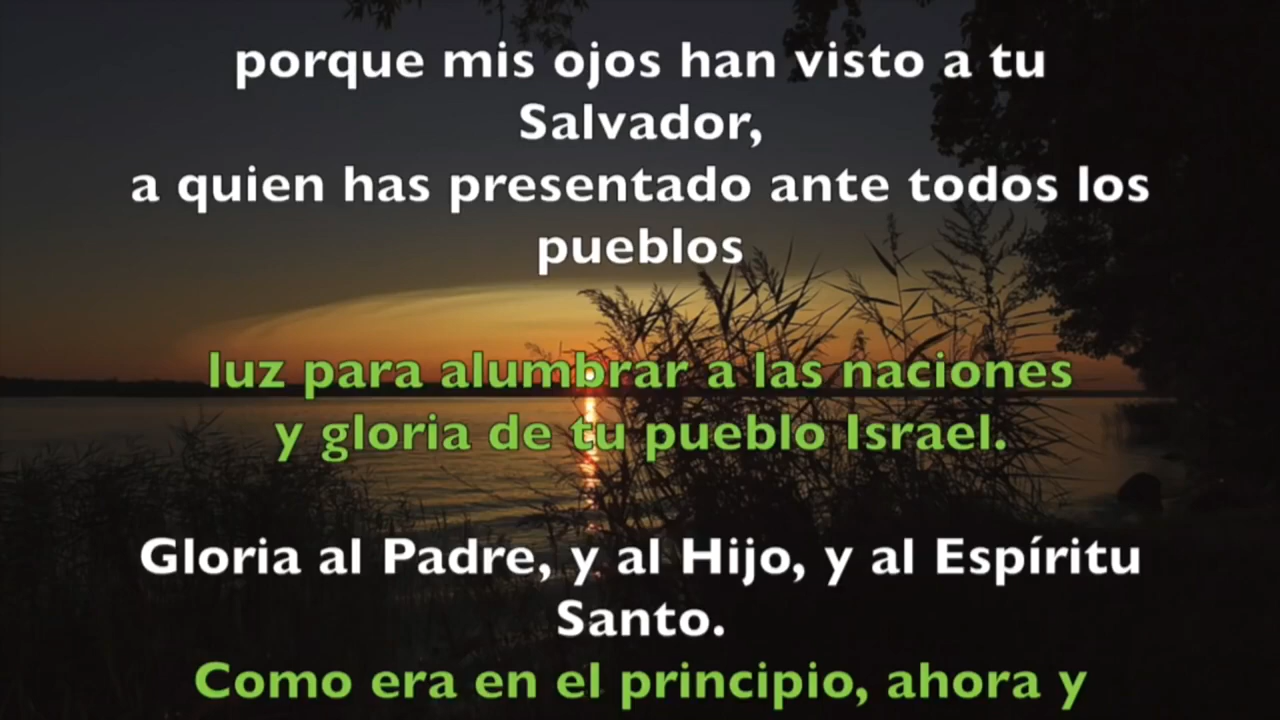 porque mis ojos han visto a tu
Salvador,
a quien has presentado ante todos los
pueblos
luz para alumbrar a las naciones
y gloria de tu pueblo Israel.
Gloria al Padre, y al Hijo, y al Espíritu
Santo.
Como era en el principio, ahora y